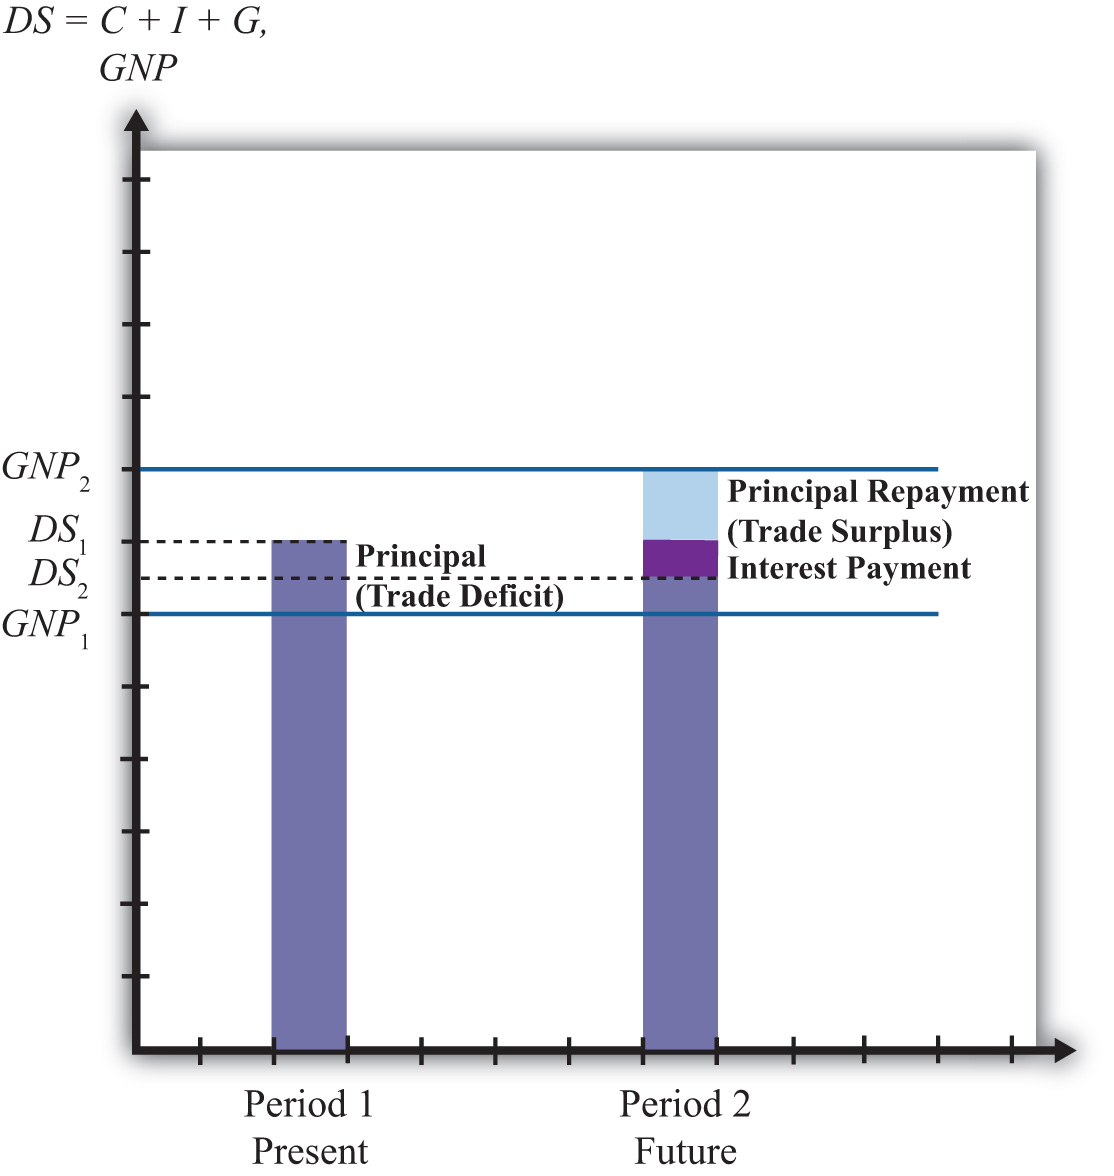 DS = C + I + G,
GNP
GNP2
DS1
DS2
GNP1
Principal
(Trade Deficit)
Principal Repayment
(Trade Surplus)
Interest Payment
Period 1
Present
Period 2
Future